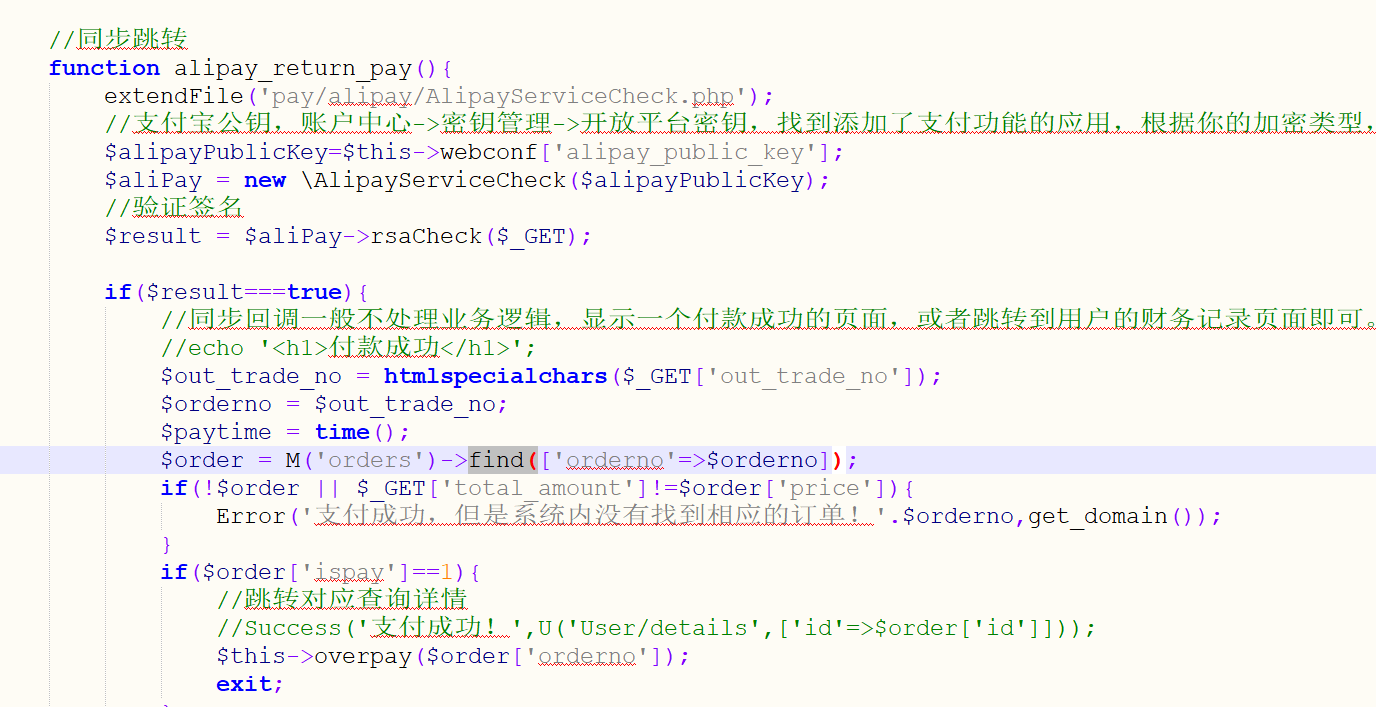 //同步跳转
function alipay_return_pay(){
extendFile('pay/alipay/AlipayServiceCheck.php');
//支付宝公钥，账户中心->密钥管理->开放平台密钥，找到添加了支付功能的应用，根据你的加密类型，
$alipayPublicKey=$this->webconf['alipay_public_key'];
$aliPay = new \AlipayServiceCheck($alipayPublicKey);
//验证签名
$result = $aliPay->rsaCheck($_GET);
if($result===true){
//同步回调一般不处理业务逻辑，显示一个付款成功的页面，或者跳转到用户的财务记录页面即可。
//echo '<h1>付款成功</h1>';
$out_trade_no = htmlspecialchars($_GET['out_trade_no']);
$orderno = $out_trade_no;
$paytime = time();
$order = M('orders')->find(['orderno'=>$orderno]);
if(!$order || $_GET['total_amount']!=$order['price']){
Error('支付成功，但是系统内没有找到相应的订单！'.$orderno,get_domain());
}
if($order['ispay']==1){
//跳转对应查询详情
//Success('支付成功！',U('User/details',['id'=>$order['id']]));
$this->overpay($order['orderno']);
exit;